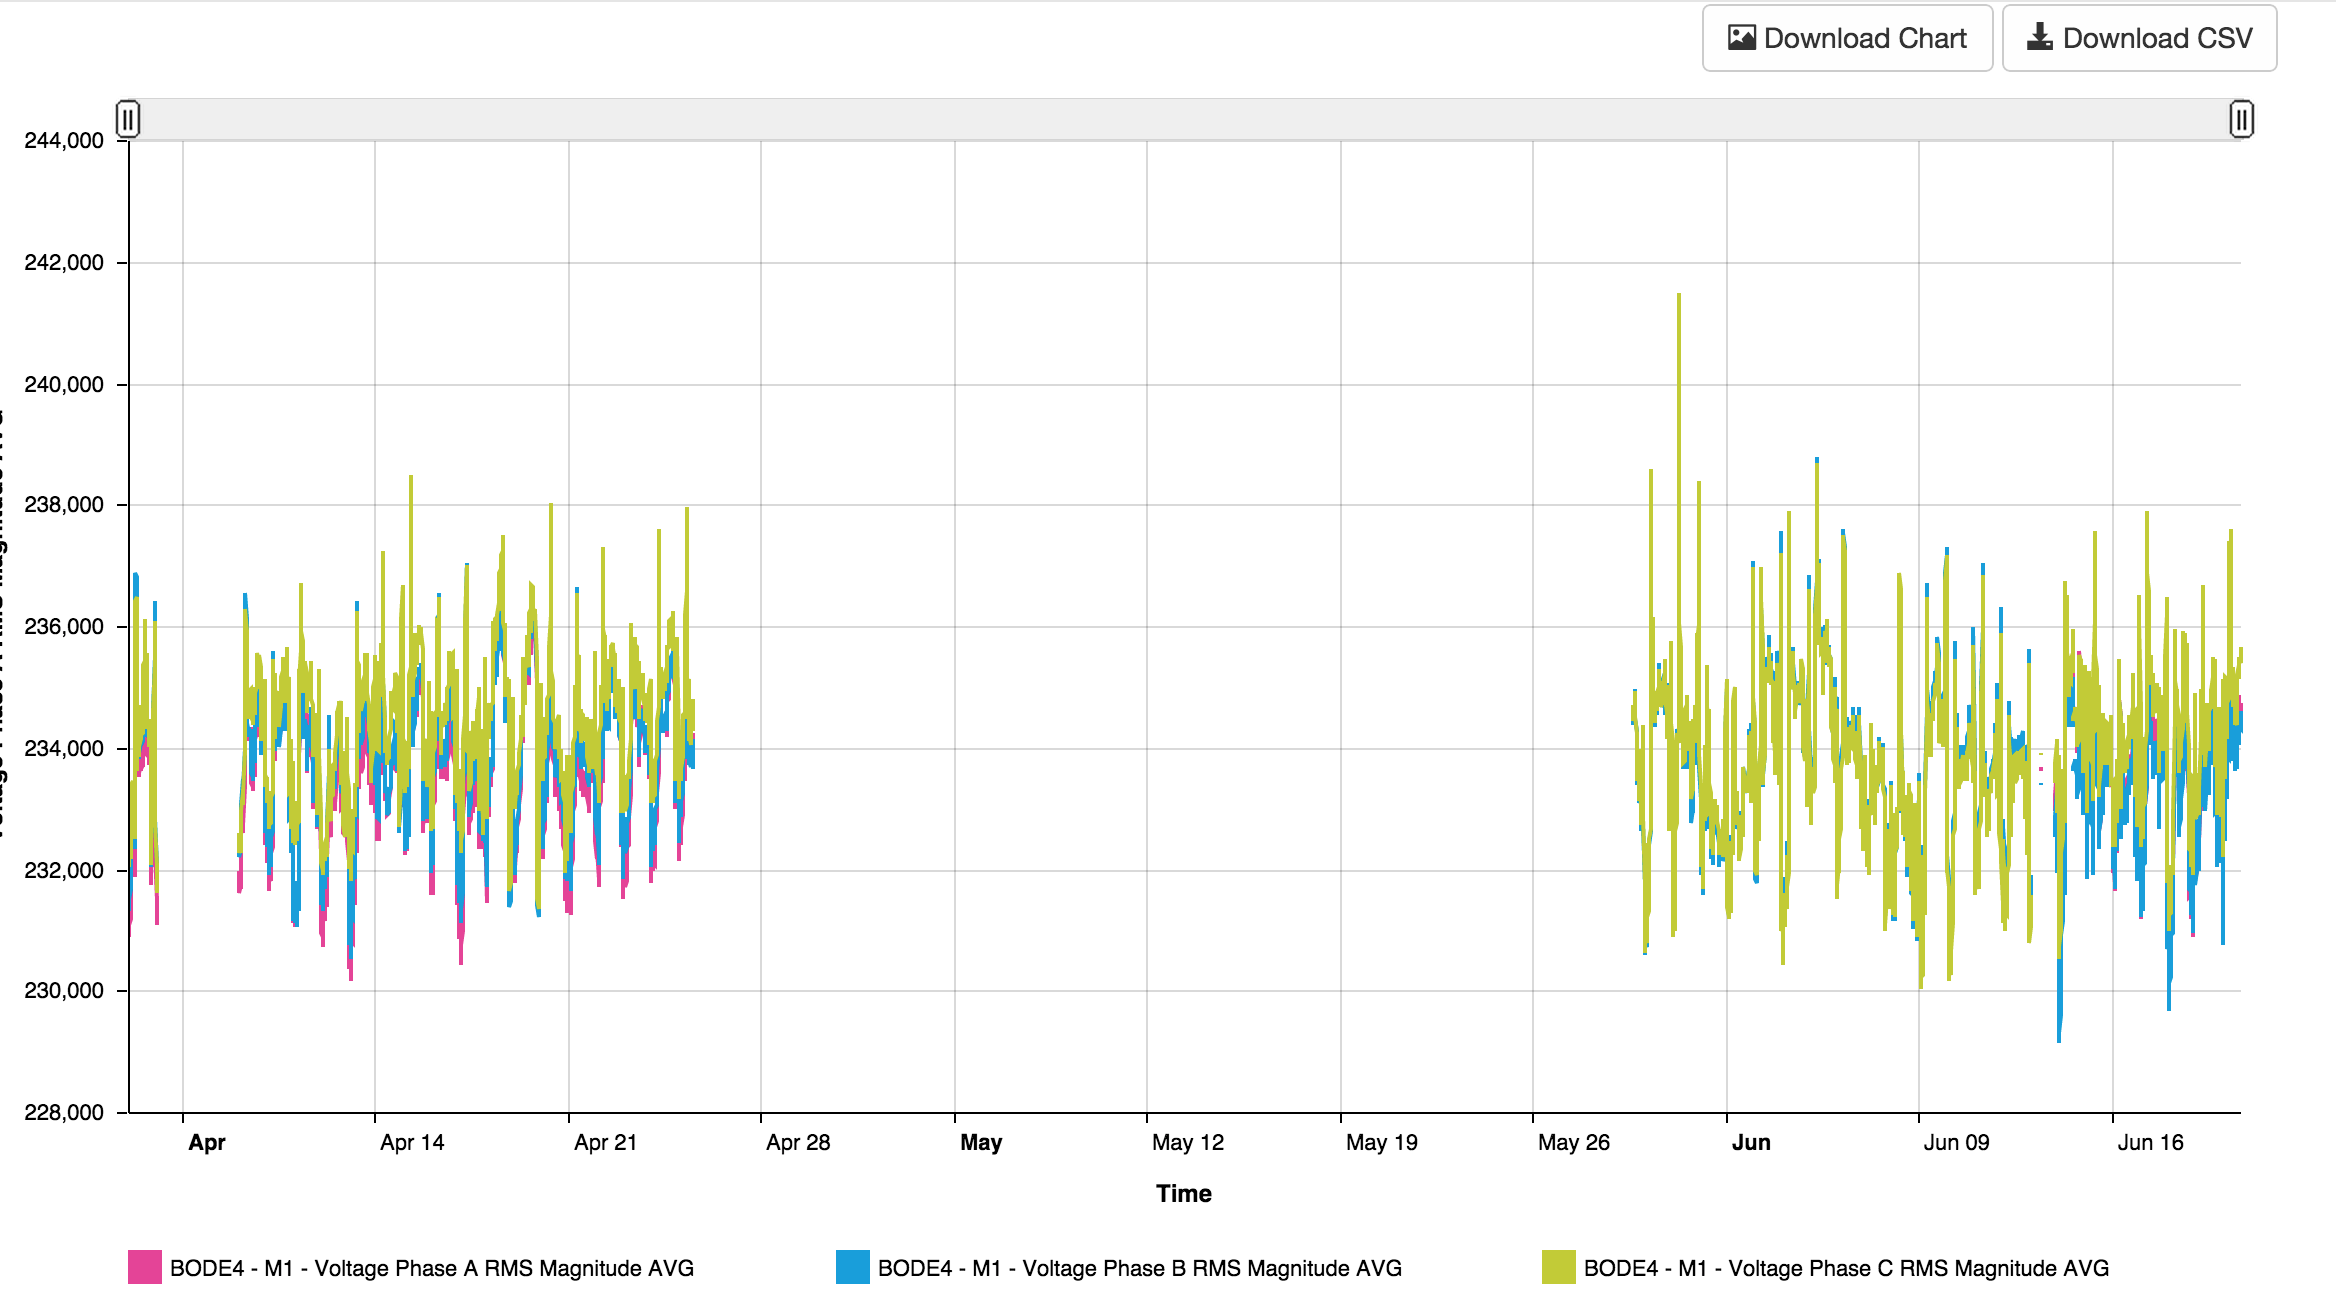 Download Chart
Download CSV
244,000
242,000
240,000
238,000
236,000
234,000
232,000
230,000
228,000
Apr
Apr 14
Apr 21
Apr 28
May
May 12
May 19
May 26
Jun
Jun 09
Jun 16
Time
BODE4 - M1 - Voltage Phase A RMS Magnitude AVG
BODE4 - M1 - Voltage Phase B RMS Magnitude AVG
BODE4 - M1 - Voltage Phase C RMS Magnitude AVG